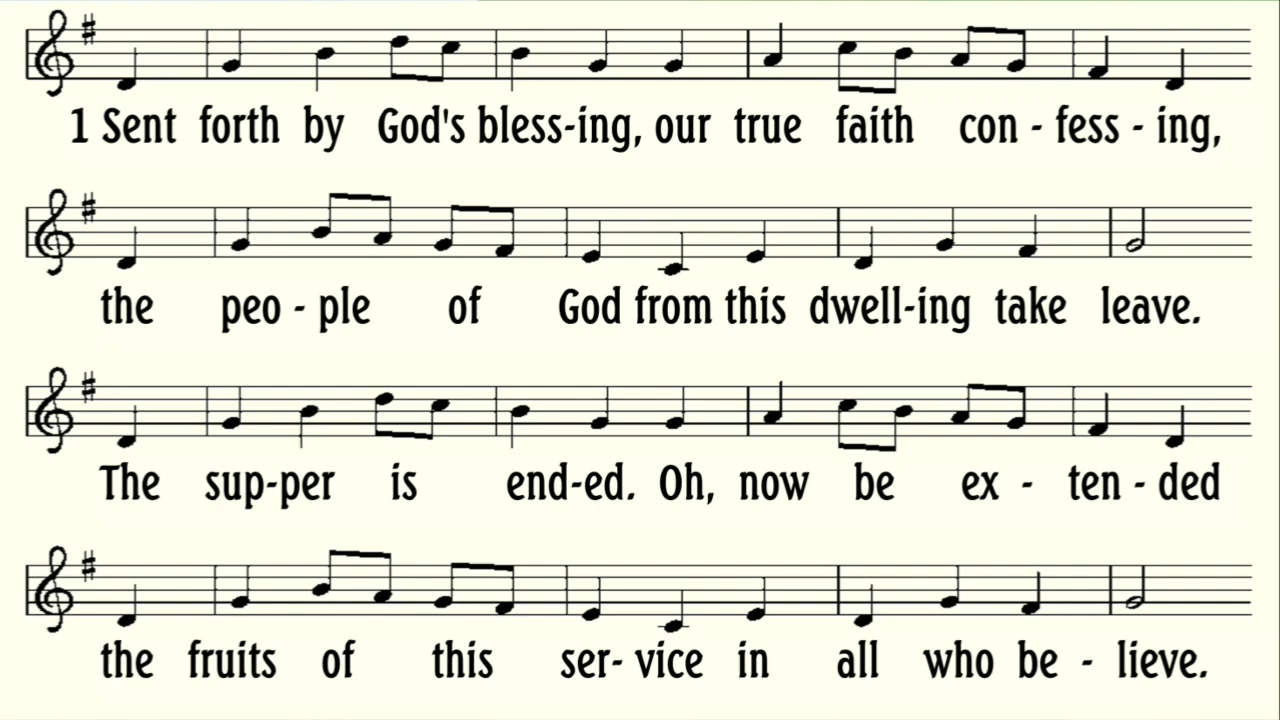 1 Sent forth by God's bless-ing, our true faith con - fess - ing,
the peo - ple of God from this dwell-ing take leave.
The sup-per is end-ed. Oh, now be ex - ten - ded
the fruits of this ser- vice in all who be - lieve.